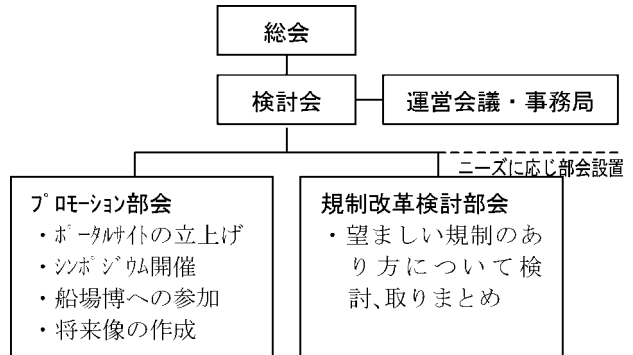 総会
検討会
運営会議・事務局
ニーズに応じ部会設置
ﾌﾟﾛﾓｰｼｮﾝ部会
・ﾎﾟｰﾀﾙｻｲﾄの立上げ
・ｼﾝﾎﾟｼﾞｳﾑ開催
・船場博への参加
・将来像の作成
規制改革検討部会
・望ましい規制のあ
り方について検
討､取りまとめ